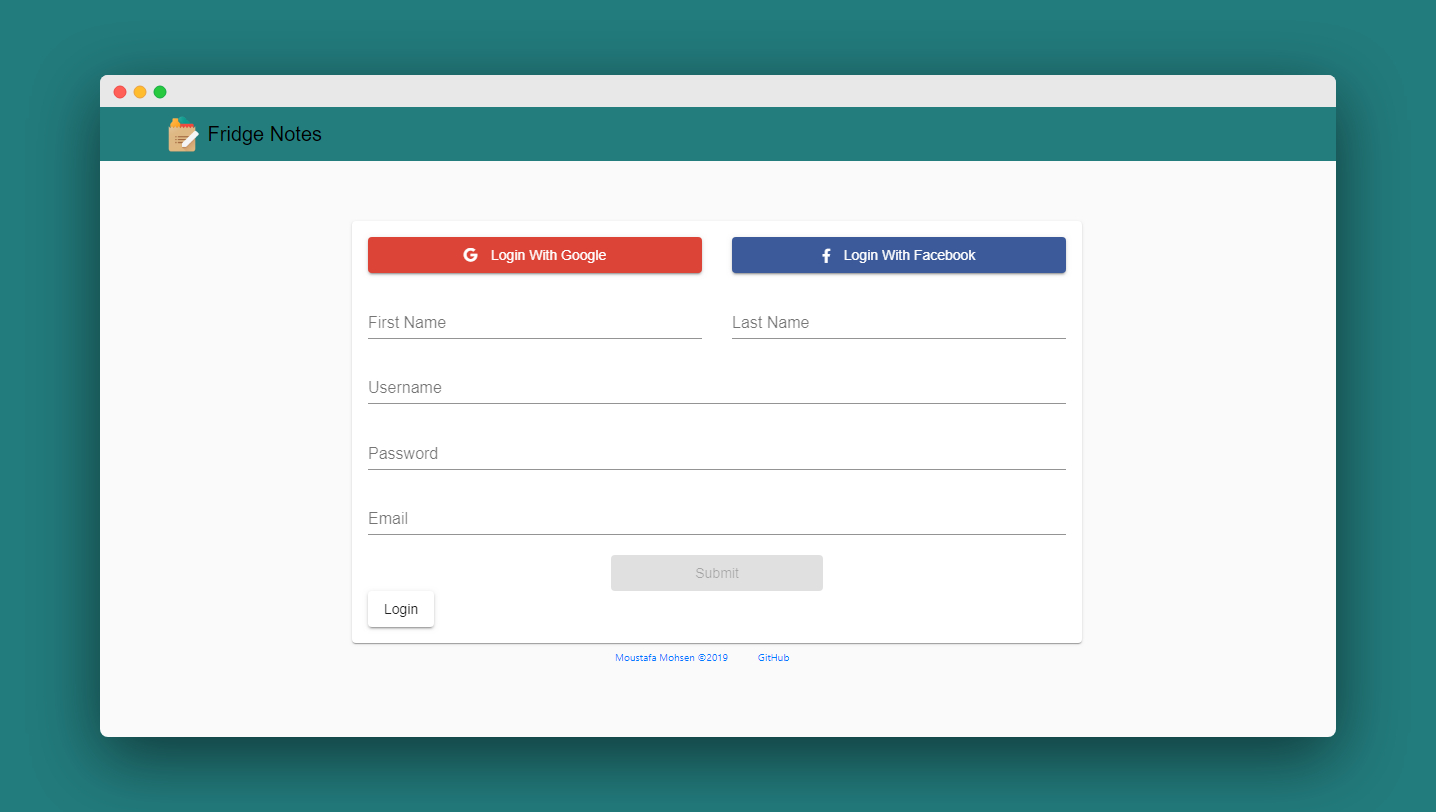 Fridge Notes
Login With Google Login With Facebook
First Name Last Name
Username
Password
Email
Submit
Login
Moustafa Mohsen ©2019 GitHub